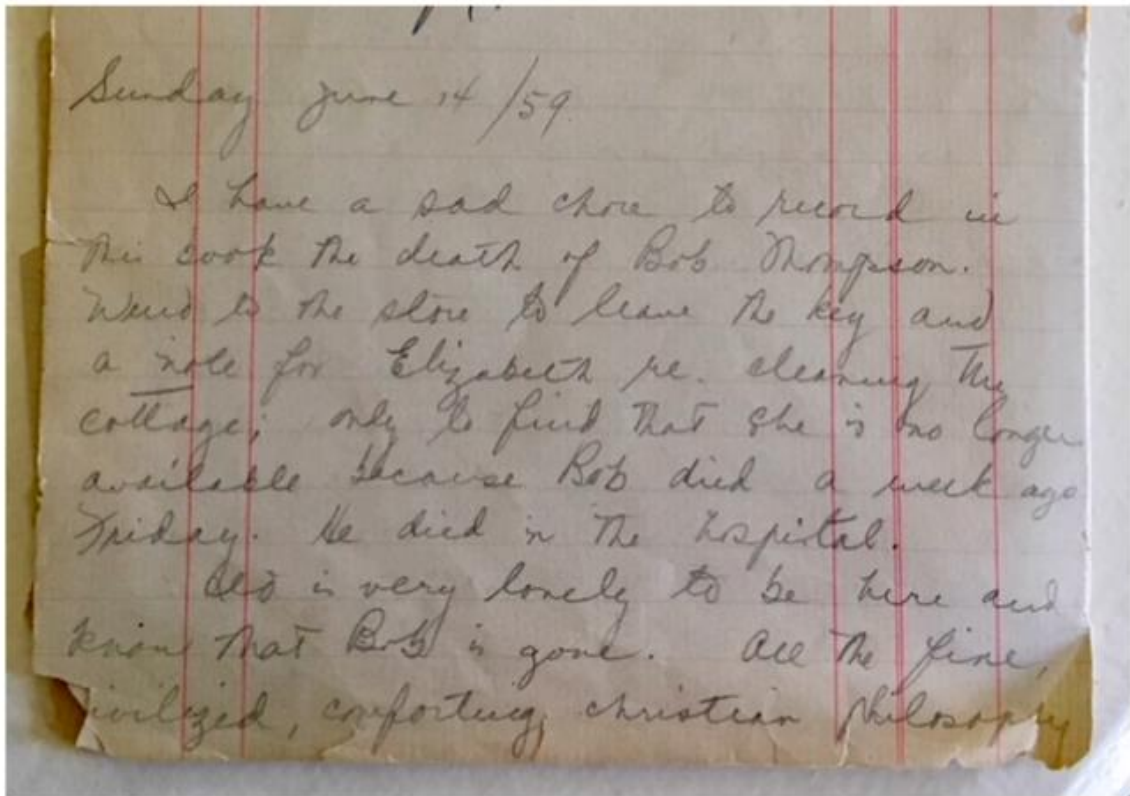 Sunday June 14/59
I have a sad chore to record in
this book the death of Bob Thompson.
Went to the store to leave the key and
a note for Elizabeth re. cleaning the
cottage; only to find that she is no longer
available because Bob died a week ago
Friday. He died in the hospital.
is very lonely to be here and
know that Bob is gone. All the fine,
civilized, comforting, christian philosophy